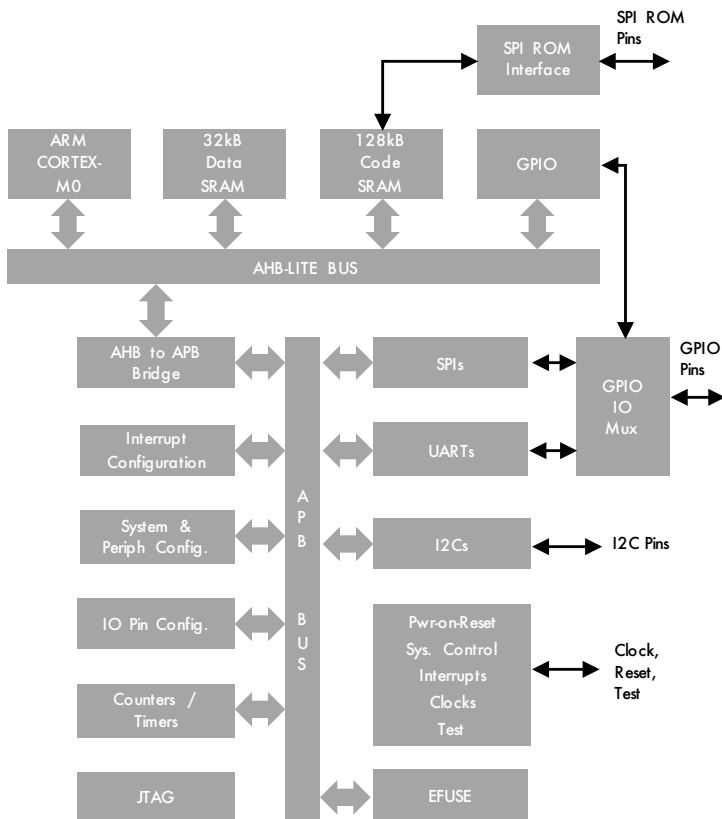 SPI ROM
Pins
SPI ROM
Interface
ARM
CORTEX-
M0
32kB
Data
SRAM
128kB
Code
SRAM
GPIO
AHB-LITE BUS
AHB to APB
Bridge
SPIs
GPIO
IO
Mux
GPIO
Pins
Interrupt
Configuration
UARTs
A
P
B
B
U
S
System &
Periph Config.
I2Cs
I2C Pins
IO Pin Config.
Pwr-on-Reset
Sys. Control
Interrupts
Clocks
Test
Clock,
Reset,
Test
Counters /
Timers
JTAG
EFUSE